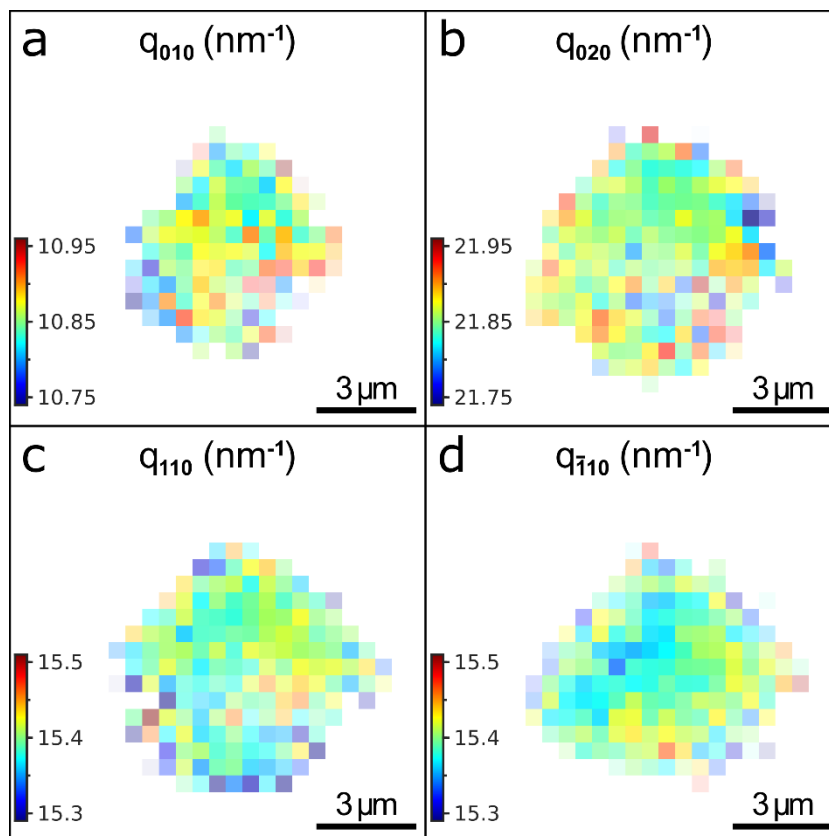 a
q₀₁₀ (nm⁻¹)
10.95
10.85
10.75
3 µm
b
q₀₂₀ (nm⁻¹)
21.95
21.85
21.75
3 µm
c
q₁₁₀ (nm⁻¹)
15.5
15.4
15.3
3 µm
d
q₁̅₁₀ (nm⁻¹)
15.5
15.4
15.3
3 µm